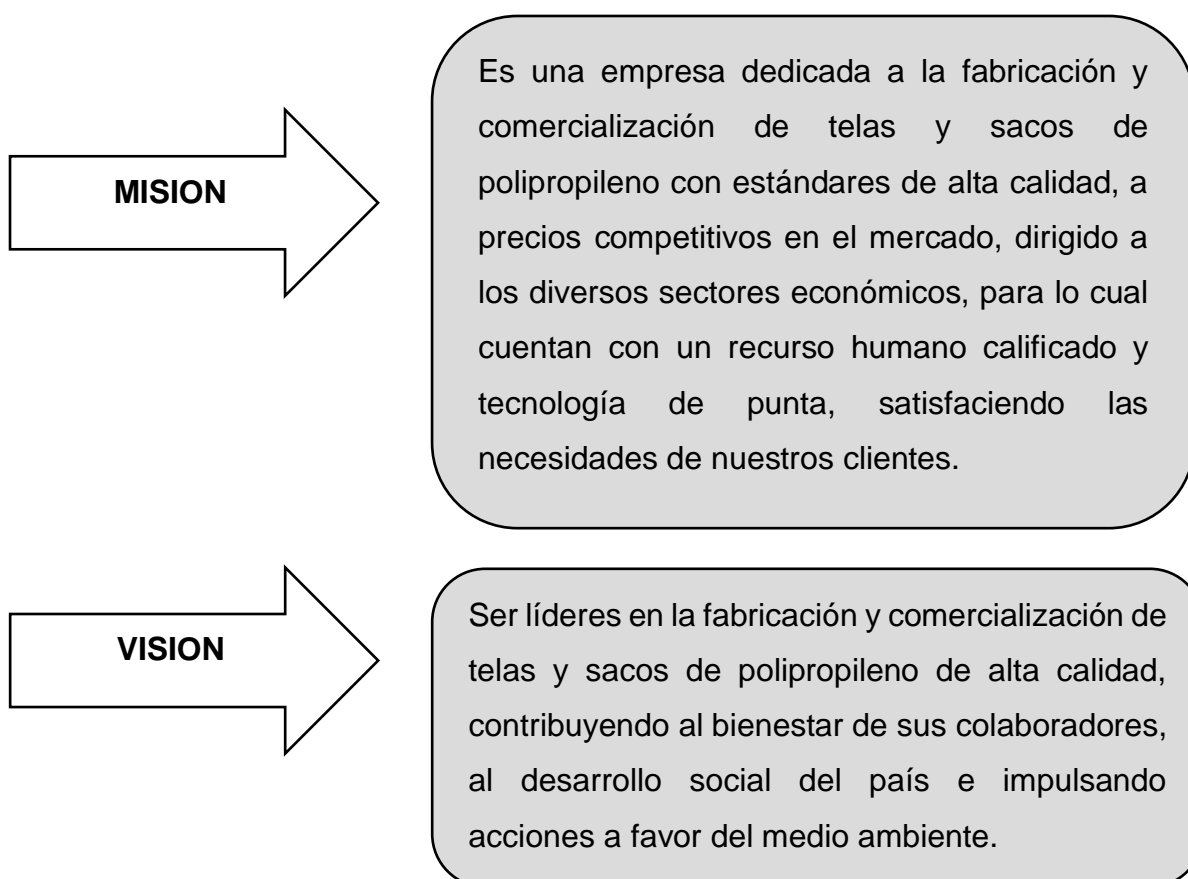 MISION
Es una empresa dedicada a la fabricación y
comercialización de telas y sacos de
polipropileno con estándares de alta calidad, a
precios competitivos en el mercado, dirigido a
los diversos sectores económicos, para lo cual
cuentan con un recurso humano calificado y
tecnología de punta, satisfaciendo las
necesidades de nuestros clientes.
VISION
Ser líderes en la fabricación y comercialización de
telas y sacos de polipropileno de alta calidad,
contribuyendo al bienestar de sus colaboradores,
al desarrollo social del país e impulsando
acciones a favor del medio ambiente.